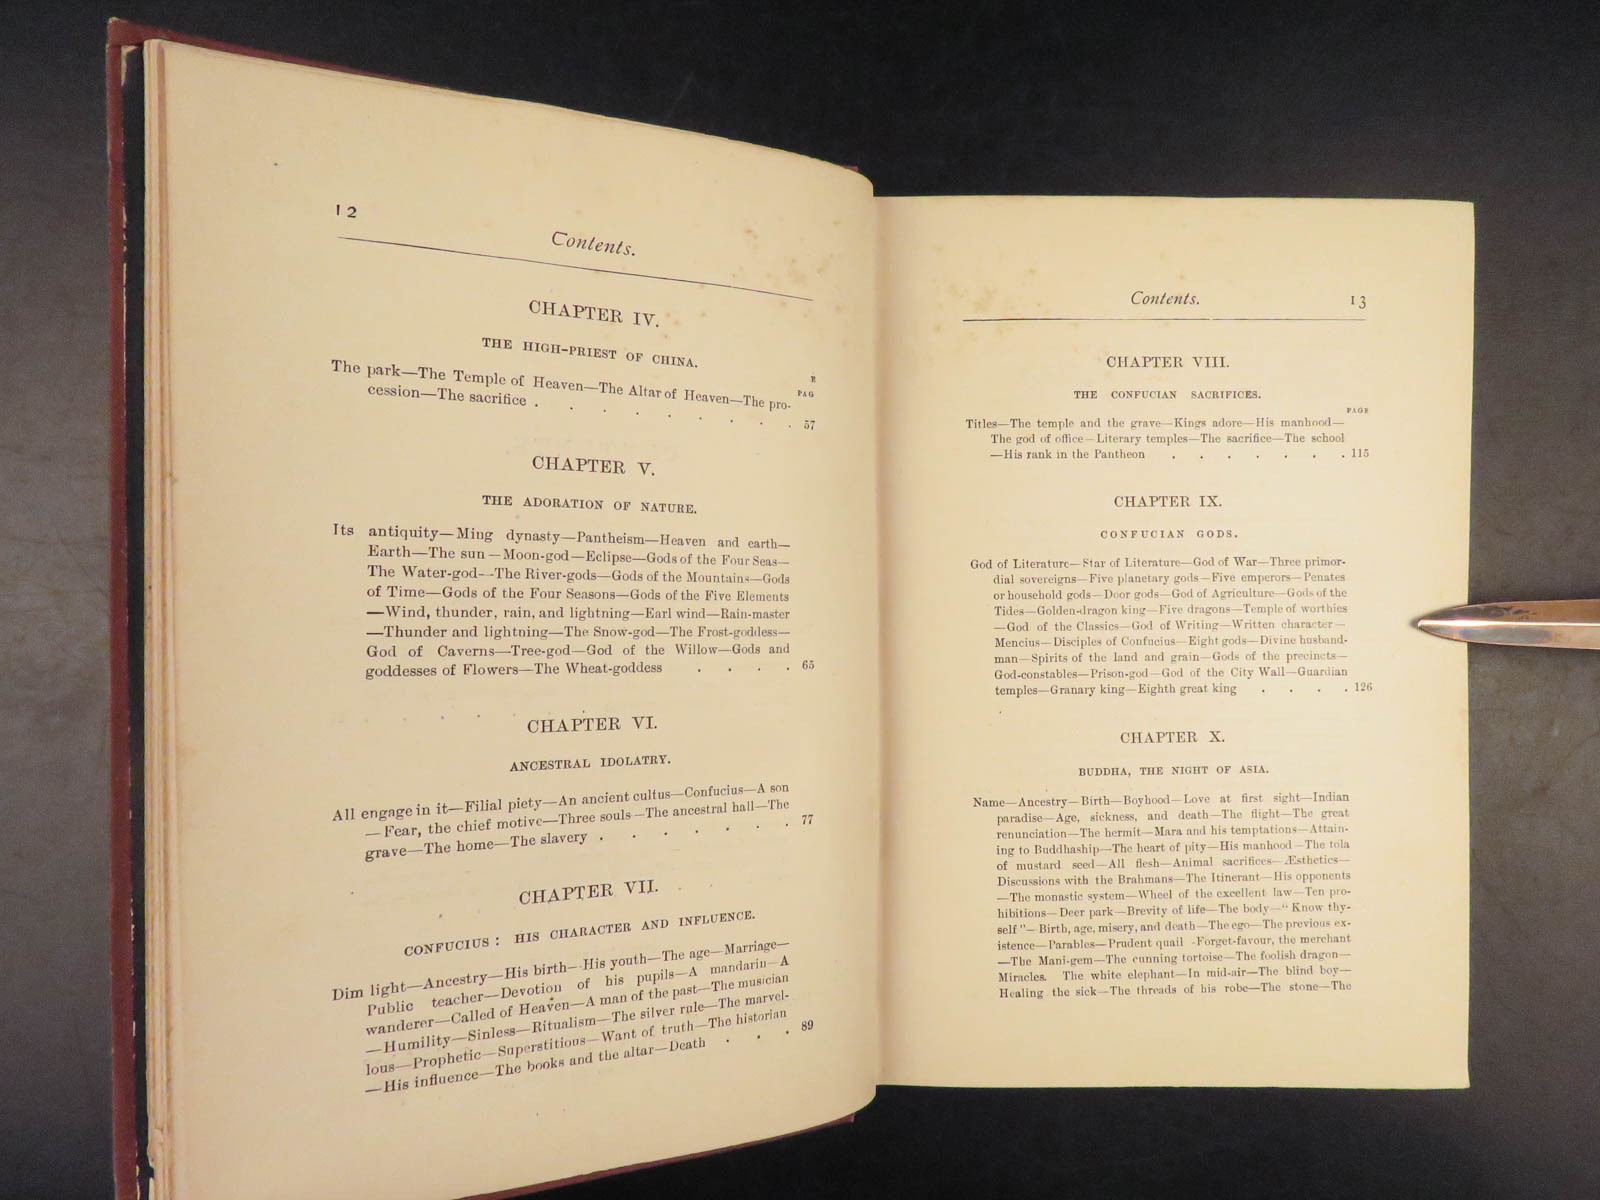 12
Contents.
CHAPTER IV.
THE HIGH-PRIEST OF CHINA.
E
PAG
The park—The Temple of Heaven—The Altar of Heaven—The pro-
cession—The sacrifice . . . . . . . . . 57
CHAPTER V.
THE ADORATION OF NATURE.
Its antiquity—Ming dynasty—Pantheism—Heaven and earth—
Earth—The sun—Moon-god—Eclipse—Gods of the Four Seas—
The Water-god—The River-gods—Gods of the Mountains—Gods
of Time—Gods of the Four Seasons—Gods of the Five Elements
—Wind, thunder, rain, and lightning—Earl wind—Rain-master
—Thunder and lightning—The Snow-god—The Frost-goddess—
God of Caverns—Tree-god—God of the Willow—Gods and
goddesses of Flowers—The Wheat-goddess . . . . 65
CHAPTER VI.
ANCESTRAL IDOLATRY.
All engage in it—Filial piety—An ancient cultus—Confucius—A son
—Fear, the chief motive—Three souls—The ancestral hall—The
grave—The home—The slavery . . . . . . . 77
CHAPTER VII.
CONFUCIUS: HIS CHARACTER AND INFLUENCE.
Dim light—Ancestry—His birth—His youth—The age—Marriage—
Public teacher—Devotion of his pupils—A mandarin—A
wanderer—Called of Heaven—A man of the past—The musician
—Humility—Sinless—Ritualism—The silver rule—The marvel-
lous—Prophetic—Superstitious—Want of truth—The historian
—His influence—The books and the altar—Death . . . 89
Contents. 13
CHAPTER VIII.
THE CONFUCIAN SACRIFICES.
PAGE
Titles—The temple and the grave—Kings adore—His manhood—
The god of office—Literary temples—The sacrifice—The school
—His rank in the Pantheon . . . . . . . 115
CHAPTER IX.
CONFUCIAN GODS.
God of Literature—Star of Literature—God of War—Three primor-
dial sovereigns—Five planetary gods—Five emperors—Penates
or household gods—Door gods—God of Agriculture—Gods of the
Tides—Golden-dragon king—Five dragons—Temple of worthies
—God of the Classics—God of Writing—Written character—
Mencius—Disciples of Confucius—Eight gods—Divine husband-
man—Spirits of the land and grain—Gods of the precincts—
God-constables—Prison-god—God of the City Wall—Guardian
temples—Granary king—Eighth great king . . . . 126
CHAPTER X.
BUDDHA, THE NIGHT OF ASIA.
Name—Ancestry—Birth—Boyhood—Love at first sight—Indian
paradise—Age, sickness, and death—The flight—The great
renunciation—The hermit—Mara and his temptations—Attain-
ing to Buddhaship—The heart of pity—His manhood—The tola
of mustard seed—All flesh—Animal sacrifices—Æsthetics—
Discussions with the Brahmans—The Itinerant—His opponents
—The monastic system—Wheel of the excellent law—Ten pro-
hibitions—Deer park—Brevity of life—The body—"Know thy-
self"—Birth, age, misery, and death—The ego—The previous ex-
istence—Parables—Prudent quail-Forget-favour, the merchant
—The Mani-gem—The cunning tortoise—The foolish dragon—
Miracles. The white elephant—In mid-air—The blind boy—
Healing the sick—The threads of his robe—The stone—The